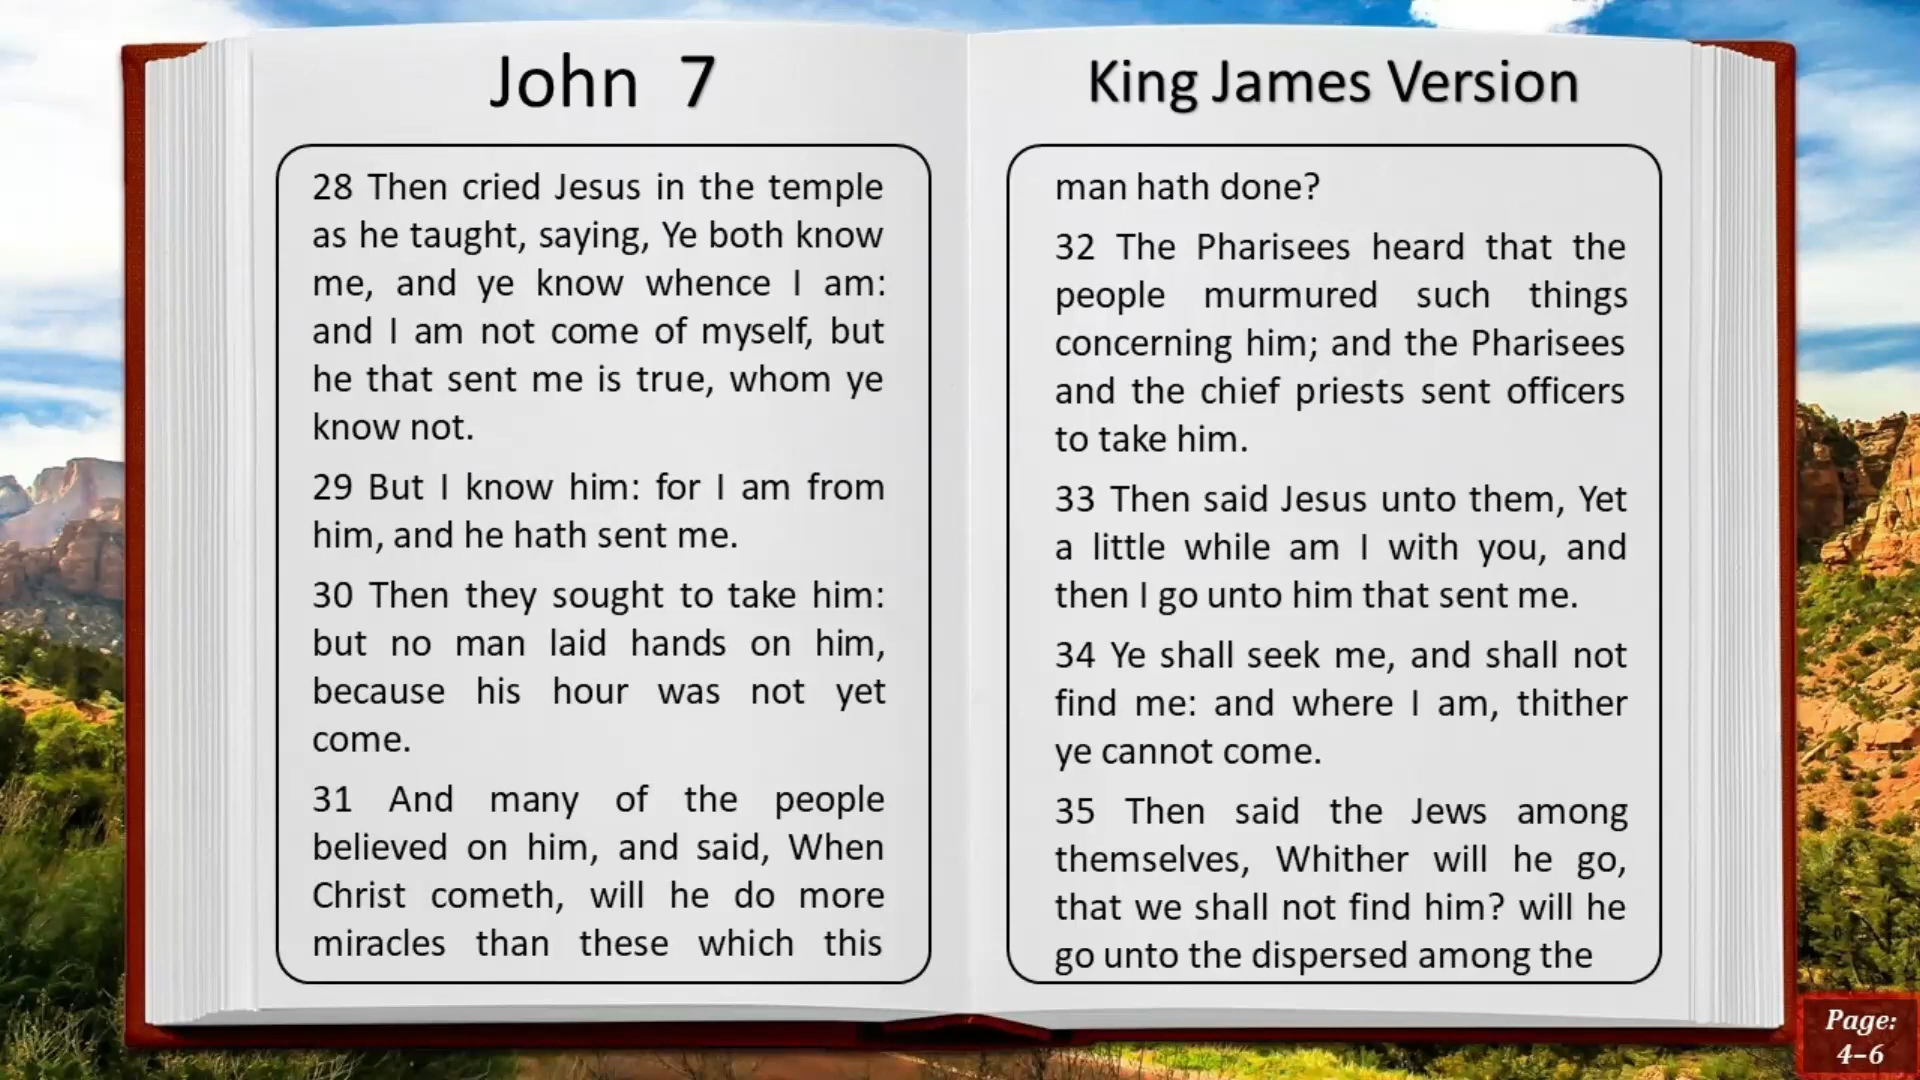 John 7
28 Then cried Jesus in the temple
as he taught, saying, Ye both know
me, and ye know whence I am:
and I am not come of myself, but
he that sent me is true, whom ye
know not.
29 But I know him: for I am from
him, and he hath sent me.
30 Then they sought to take him:
but no man laid hands on him,
because his hour was not yet
come.
31 And many of the people
believed on him, and said, When
Christ cometh, will he do more
miracles than these which this
King James Version
man hath done?
32 The Pharisees heard that the
people murmured such things
concerning him; and the Pharisees
and the chief priests sent officers
to take him.
33 Then said Jesus unto them, Yet
a little while am I with you, and
then I go unto him that sent me.
34 Ye shall seek me, and shall not
find me: and where I am, thither
ye cannot come.
35 Then said the Jews among
themselves, Whither will he go,
that we shall not find him? will he
go unto the dispersed among the
Page:
4–6